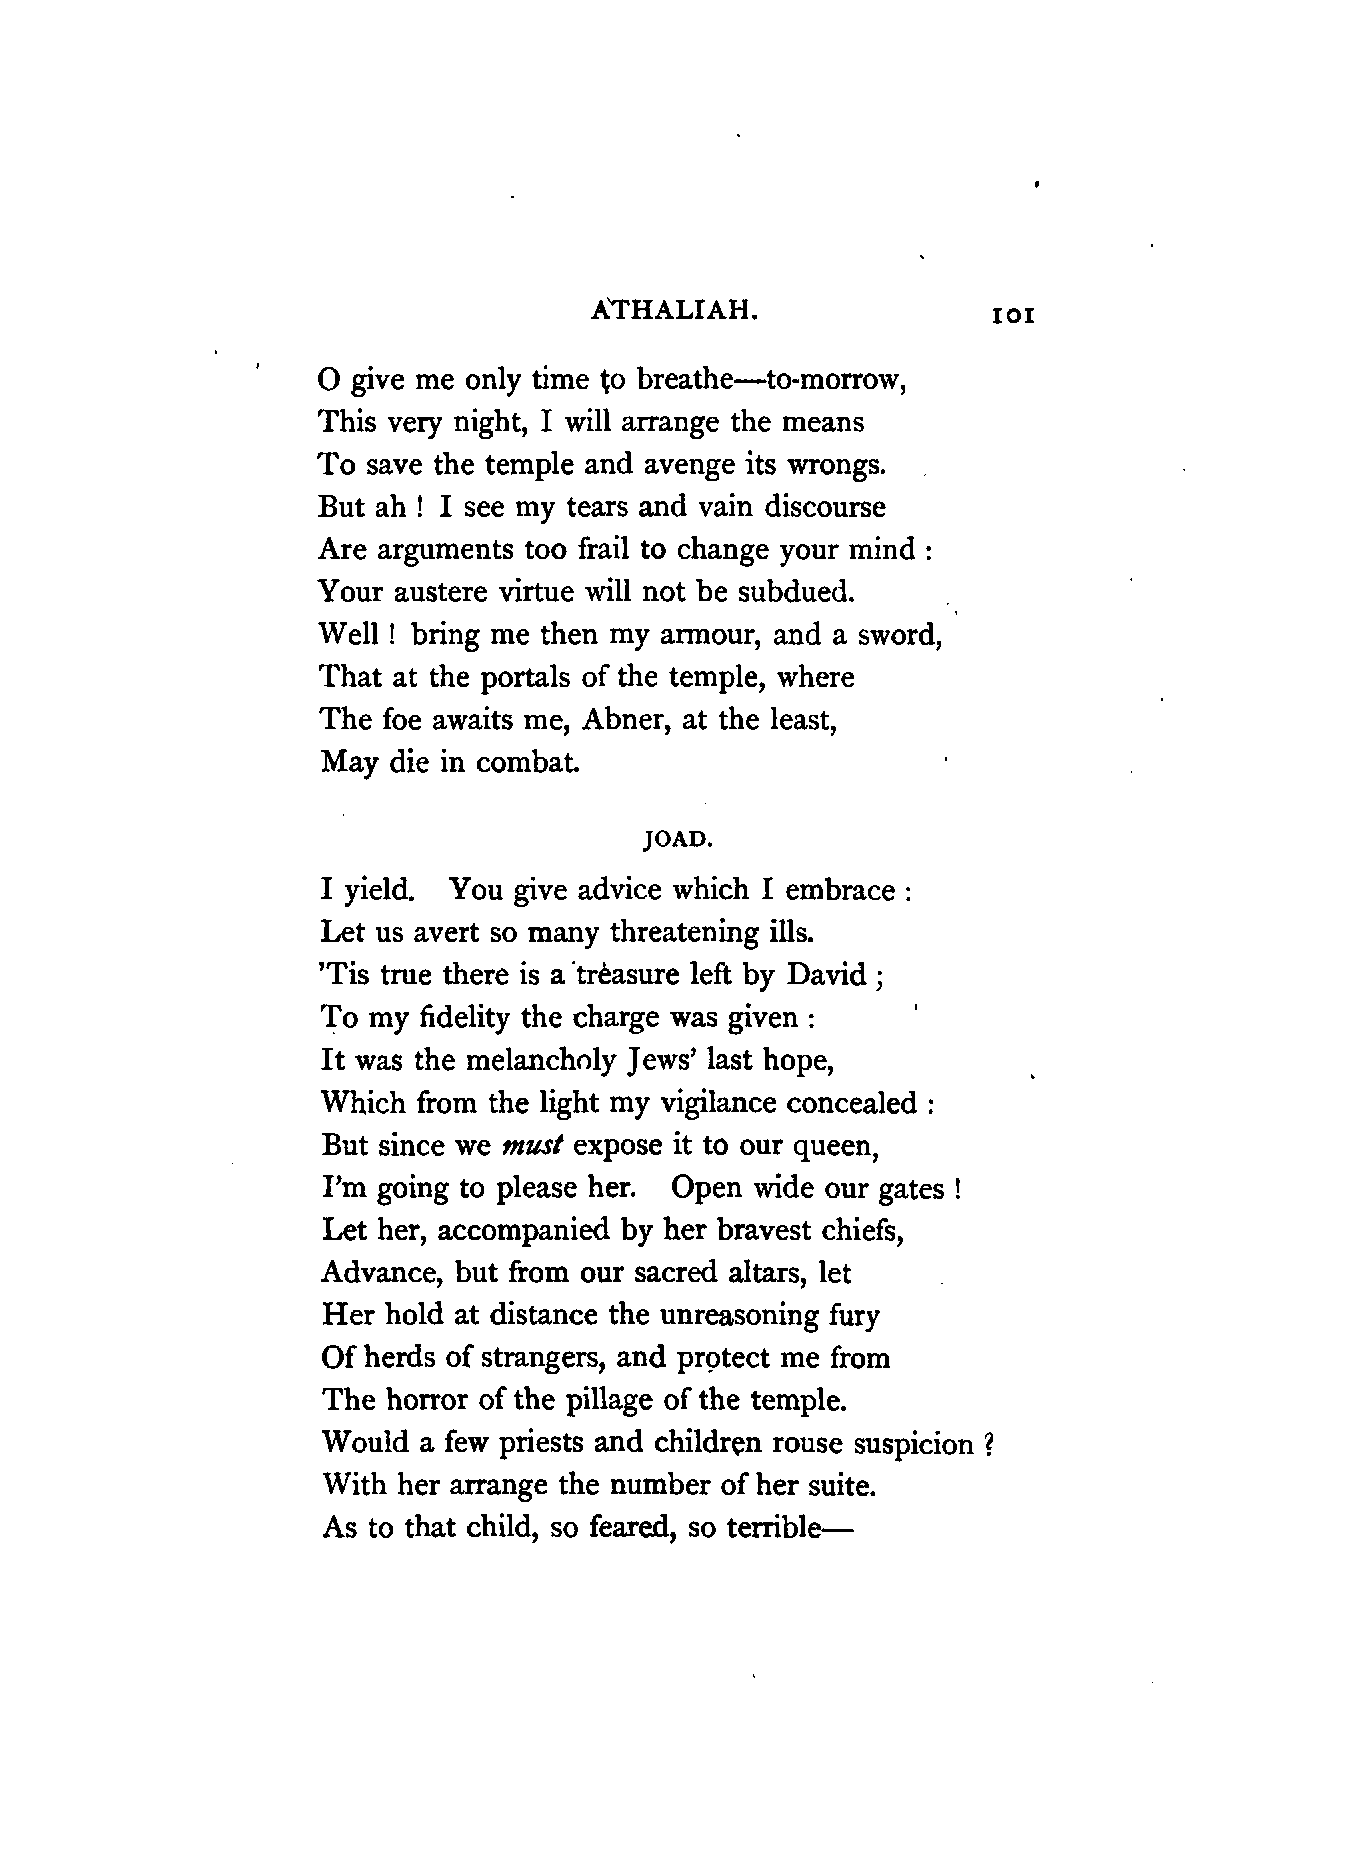 ATHALIAH. 101
O give me only time to breathe—to-morrow,
This very night, I will arrange the means
To save the temple and avenge its wrongs.
But ah ! I see my tears and vain discourse
Are arguments too frail to change your mind :
Your austere virtue will not be subdued.
Well ! bring me then my armour, and a sword,
That at the portals of the temple, where
The foe awaits me, Abner, at the least,
May die in combat.
JOAD.
I yield. You give advice which I embrace :
Let us avert so many threatening ills.
’Tis true there is a treasure left by David ;
To my fidelity the charge was given :
It was the melancholy Jews’ last hope,
Which from the light my vigilance concealed :
But since we must expose it to our queen,
I’m going to please her. Open wide our gates !
Let her, accompanied by her bravest chiefs,
Advance, but from our sacred altars, let
Her hold at distance the unreasoning fury
Of herds of strangers, and protect me from
The horror of the pillage of the temple.
Would a few priests and children rouse suspicion ?
With her arrange the number of her suite.
As to that child, so feared, so terrible—